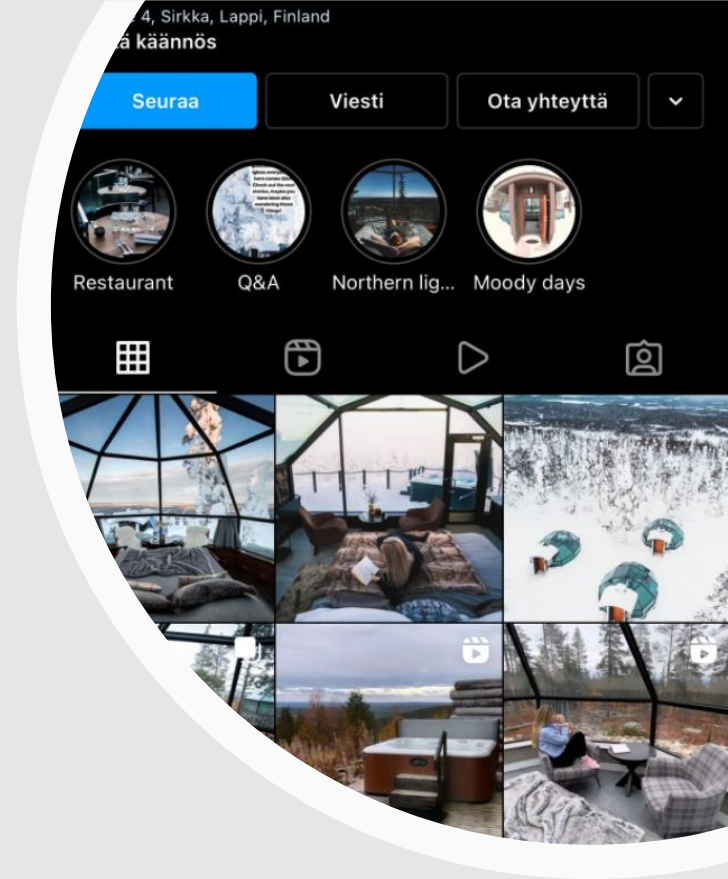 4, Sirkka, Lappi, Finland
käännös
Seuraa
Viesti
Ota yhteyttä
Restaurant
Q&A
Northern lig...
Moody days